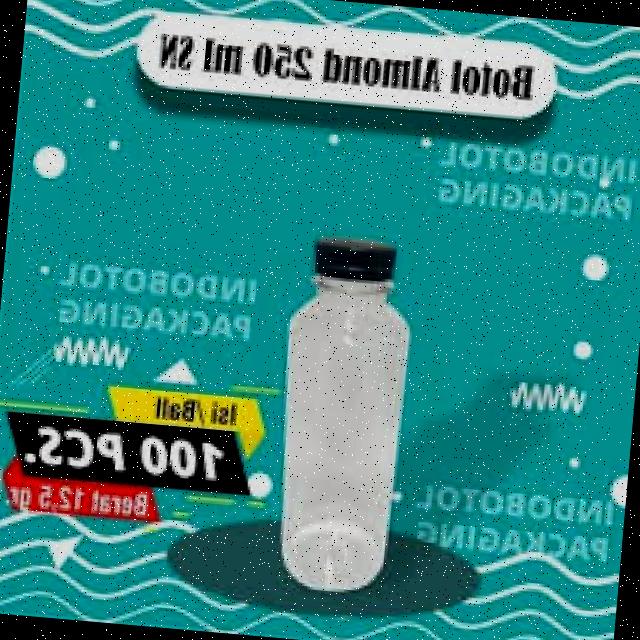 Botol Almond 250 ml SN
INDOBOTOL
PACKAGING
INDOBOTOL
PACKAGING
Isi / Ball
100 PCS.
Berat 12,5 gr
INDOBOTOL
PACKAGING